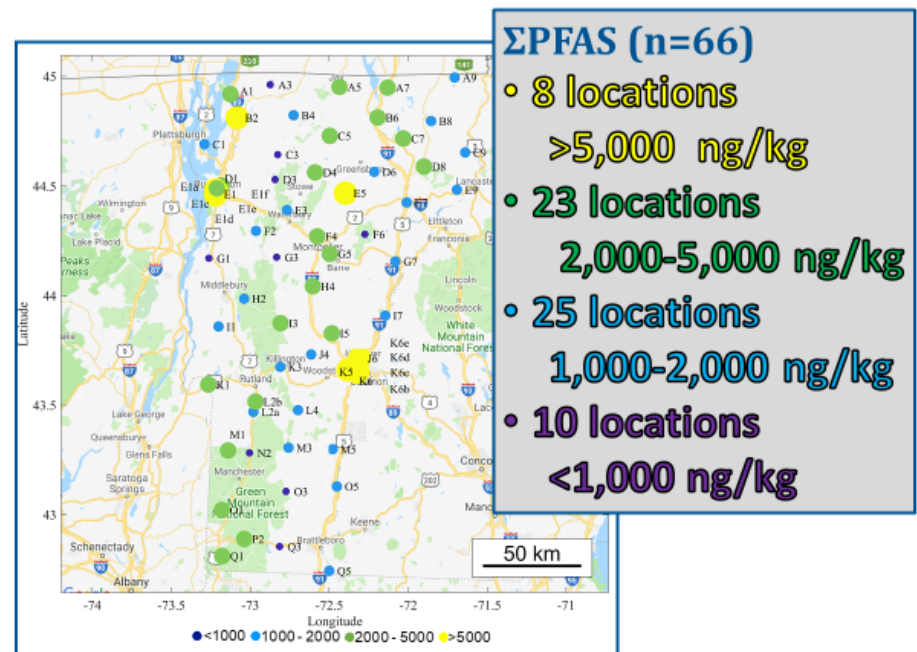 ΣPFAS (n=66)
• 8 locations
>5,000 ng/kg
• 23 locations
2,000-5,000 ng/kg
• 25 locations
1,000-2,000 ng/kg
• 10 locations
<1,000 ng/kg
Latitude
45
44.5
44
43.5
43
A1
A3
A5
A7
A9
B2
B4
B6
B8
Plattsburgh
C1
C3
C5
C7
C9
D1
D3
D4
Greensboro
D6
D8
E1a
E1
E1f
Stowe
E5
Lancaster
E9
E1c
E1e
E3
E1d
Wilmington
Lake Placid
F2
F4
Montpelier
F6
Littleton
Franconia
Peaks
G1
G3
G5
Barre
G7
Middlebury
H2
H4
Lincoln
Woodstock
I1
I3
I5
I7
White
Mountain
National Forest
Killington
J4
J6
K6e
K6d
K6c
K6b
K1
Rutland
K3
K5
K6
L2b
L2a
L4
Lake George
Queensbury
Glens Falls
M1
M3
M5
N2
Manchester
Saratoga
Springs
Green
Mountain
National Forest
O1
O3
O5
Keene
P2
Schenectady
Q1
Q3
Brattleboro
Q5
Albany
50 km
-74
-73.5
-73
-72.5
-72
-71.5
-71
Longitude
<1000
1000 - 2000
2000 - 5000
>5000